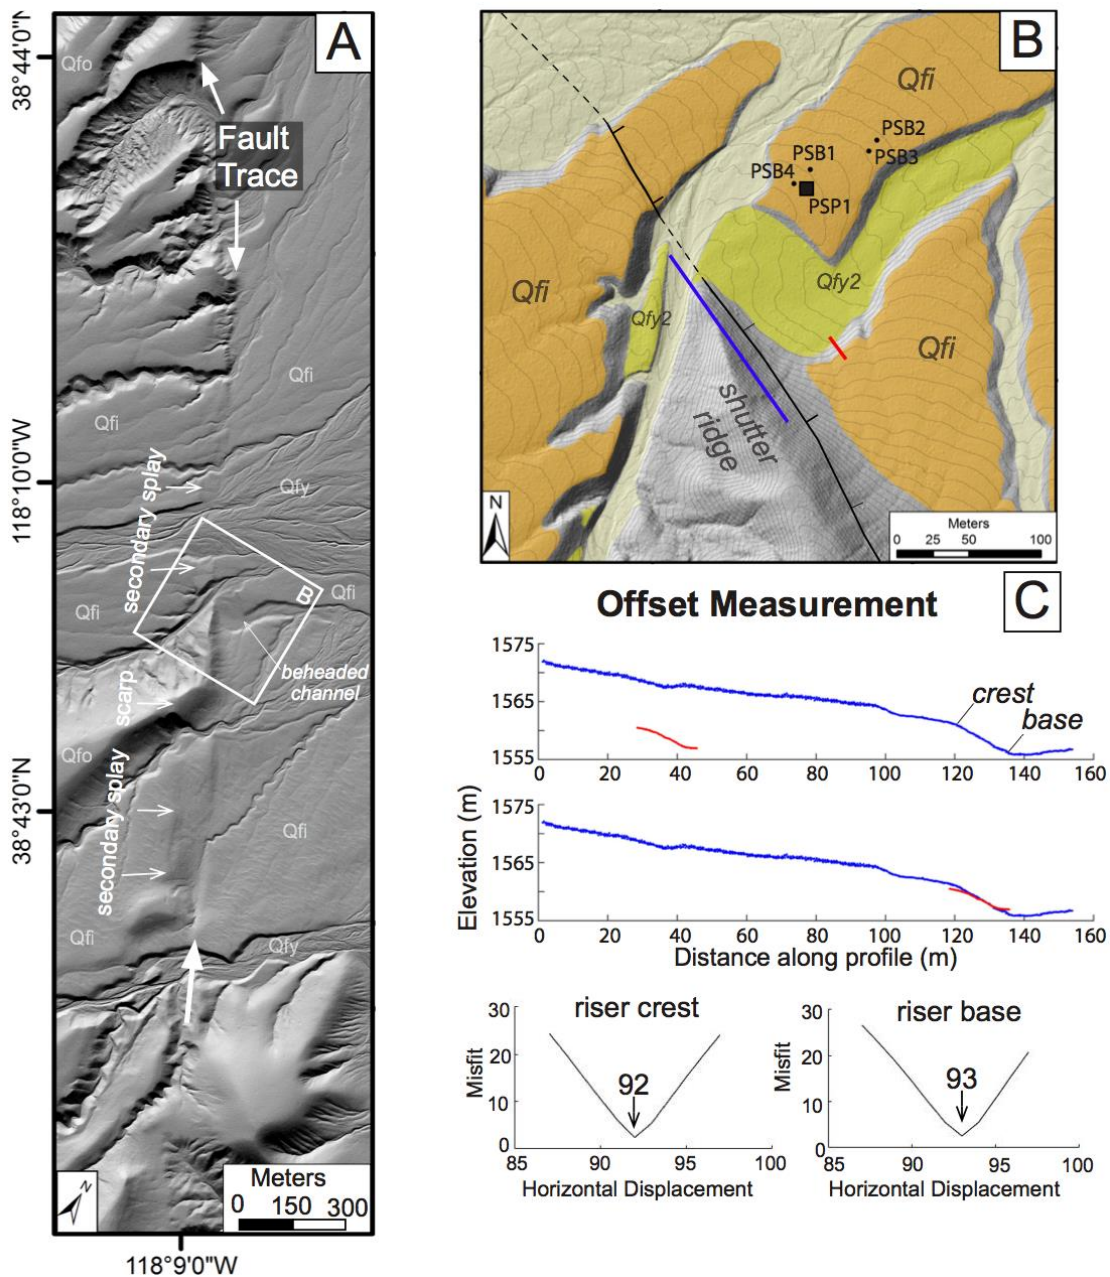 A
38°44'0"N
Qfo
Fault
Trace
Qfi
Qfi
118°10'0"W
secondary splay
Qfy
Qfi
B
Qfi
beheaded
channel
scarp
Qfo
38°43'0"N
secondary splay
Qfi
Qfi
Qfy
N
Meters
0 150 300
118°9'0"W
B
Qfi
PSB2
PSB3
PSB1
PSB4
PSP1
Qfi
Qfy2
Qfy2
Qfi
shutter
ridge
N
Meters
0 25 50 100
C
Offset Measurement
1575
1565
1555
crest
base
0 20 40 60 80 100 120 140 160
Elevation (m)
1575
1565
1555
0 20 40 60 80 100 120 140 160
Distance along profile (m)
riser crest
30
20
10
0
Misfit
92
85 90 95 100
Horizontal Displacement
riser base
30
20
10
0
Misfit
93
85 90 95 100
Horizontal Displacement